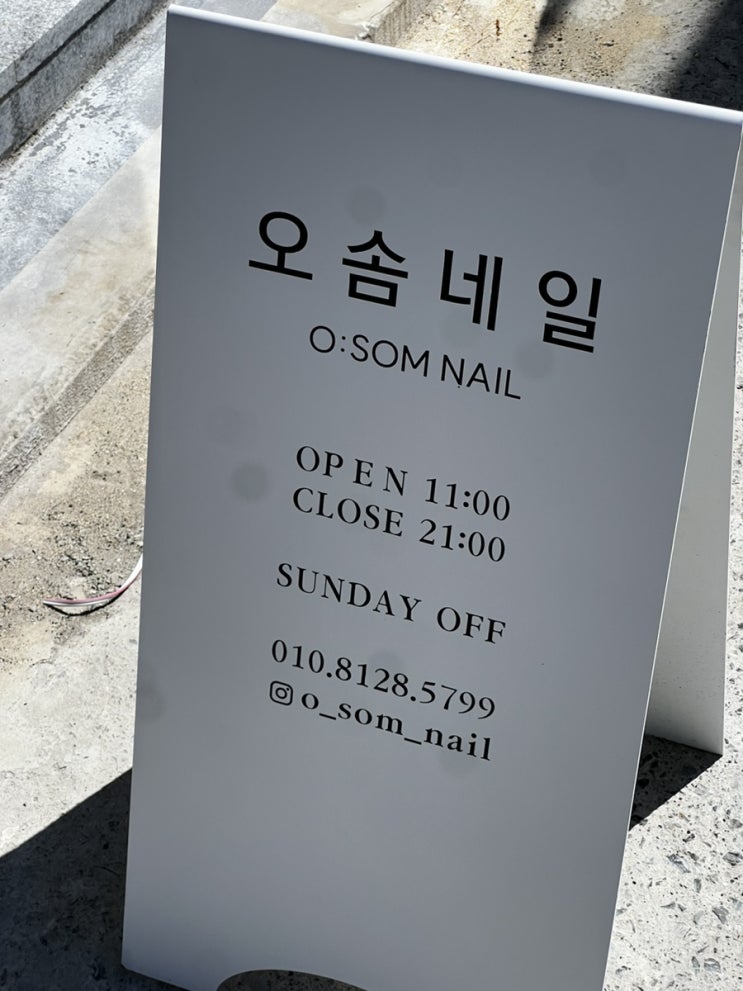 오솜네일
O:SOM NAIL
OPEN 11:00
CLOSE 21:00
SUNDAY OFF
010.8128.5799
o_som_nail